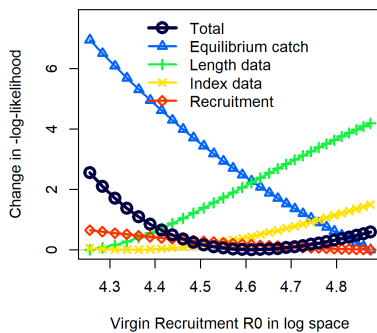 Total
Equilibrium catch
Length data
Index data
Recruitment
Change in -log-likelihood
6
4
2
0
4.3 4.4 4.5 4.6 4.7 4.8
Virgin Recruitment R0 in log space